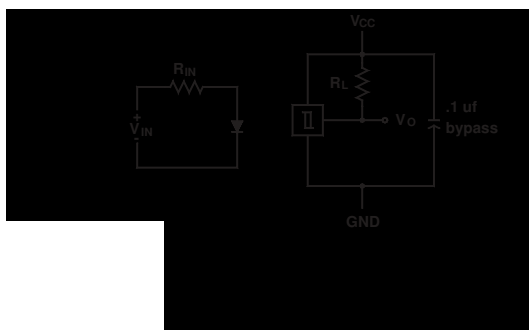 VCC
RIN
RL
+
VIN
-
VO
.1 uf
bypass
GND